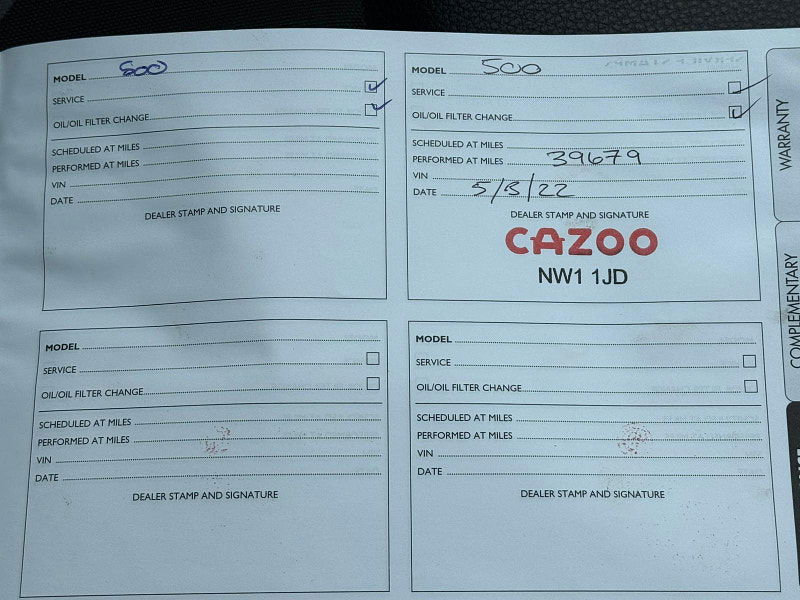 MODEL 500
SERVICE ✓
OIL/OIL FILTER CHANGE ✓
SCHEDULED AT MILES
PERFORMED AT MILES
VIN
DATE
DEALER STAMP AND SIGNATURE
MODEL 500
SERVICE ✓
OIL/OIL FILTER CHANGE ✓
SCHEDULED AT MILES
PERFORMED AT MILES 39679
VIN
DATE 5/3/22
DEALER STAMP AND SIGNATURE
CAZOO
NW1 1JD
MODEL
SERVICE
OIL/OIL FILTER CHANGE
SCHEDULED AT MILES
PERFORMED AT MILES
VIN
DATE
DEALER STAMP AND SIGNATURE
MODEL
SERVICE
OIL/OIL FILTER CHANGE
SCHEDULED AT MILES
PERFORMED AT MILES
VIN
DATE
DEALER STAMP AND SIGNATURE
WARRANTY
COMPLEMENTARY